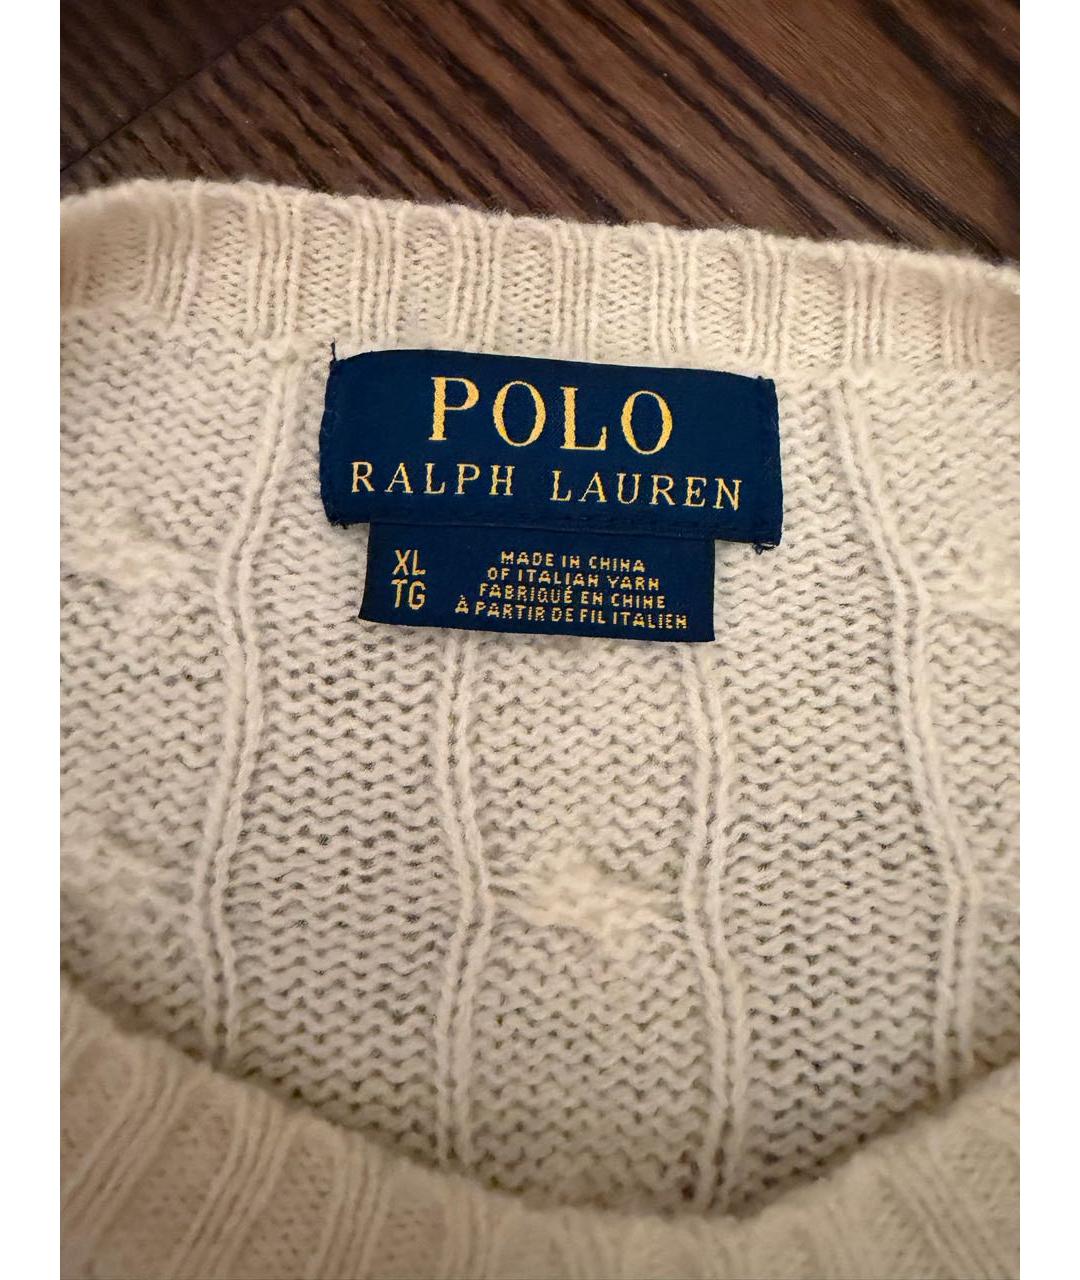 POLO
RALPH LAUREN
XL
TG
MADE IN CHINA
OF ITALIAN YARN
FABRIQUÉ EN CHINE
À PARTIR DE FIL ITALIEN